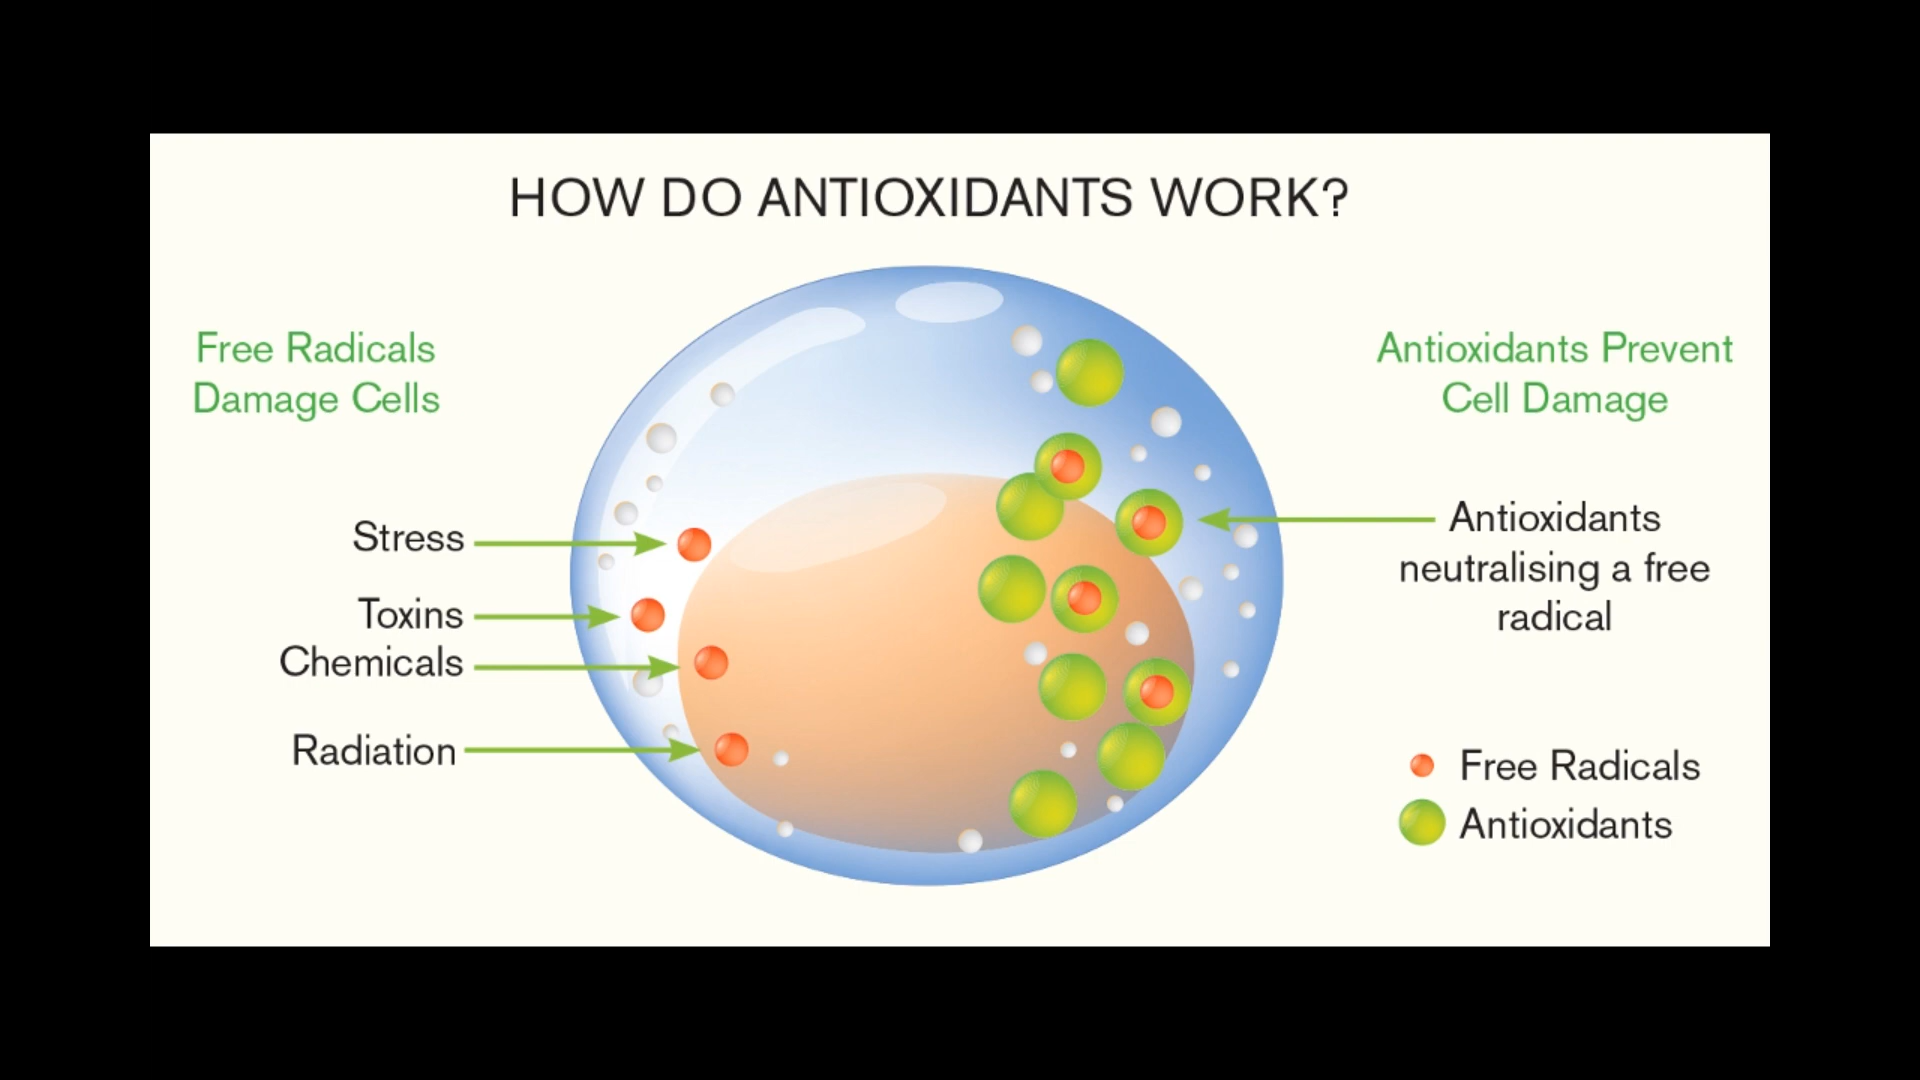 HOW DO ANTIOXIDANTS WORK?
Free Radicals
Damage Cells
Stress
Toxins
Chemicals
Radiation
Antioxidants Prevent
Cell Damage
Antioxidants
neutralising a free
radical
Free Radicals
Antioxidants